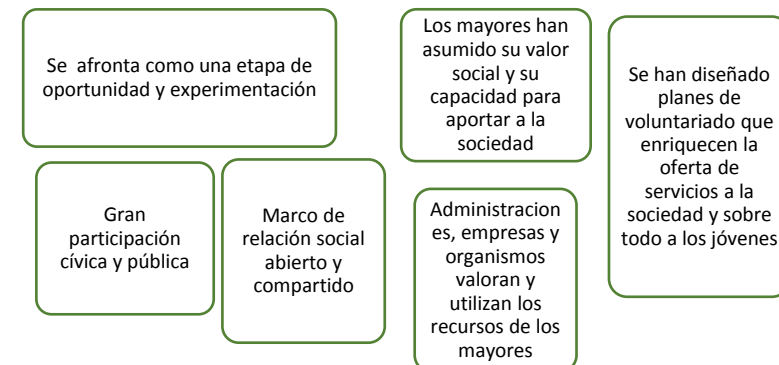 Se afronta como una etapa de
oportunidad y experimentación
Los mayores han
asumido su valor
social y su
capacidad para
aportar a la
sociedad
Se han diseñado
planes de
voluntariado que
enriquecen la
oferta de
servicios a la
sociedad y sobre
todo a los jóvenes
Gran
participación
cívica y pública
Marco de
relación social
abierto y
compartido
Administracion
es, empresas y
organismos
valoran y
utilizan los
recursos de los
mayores